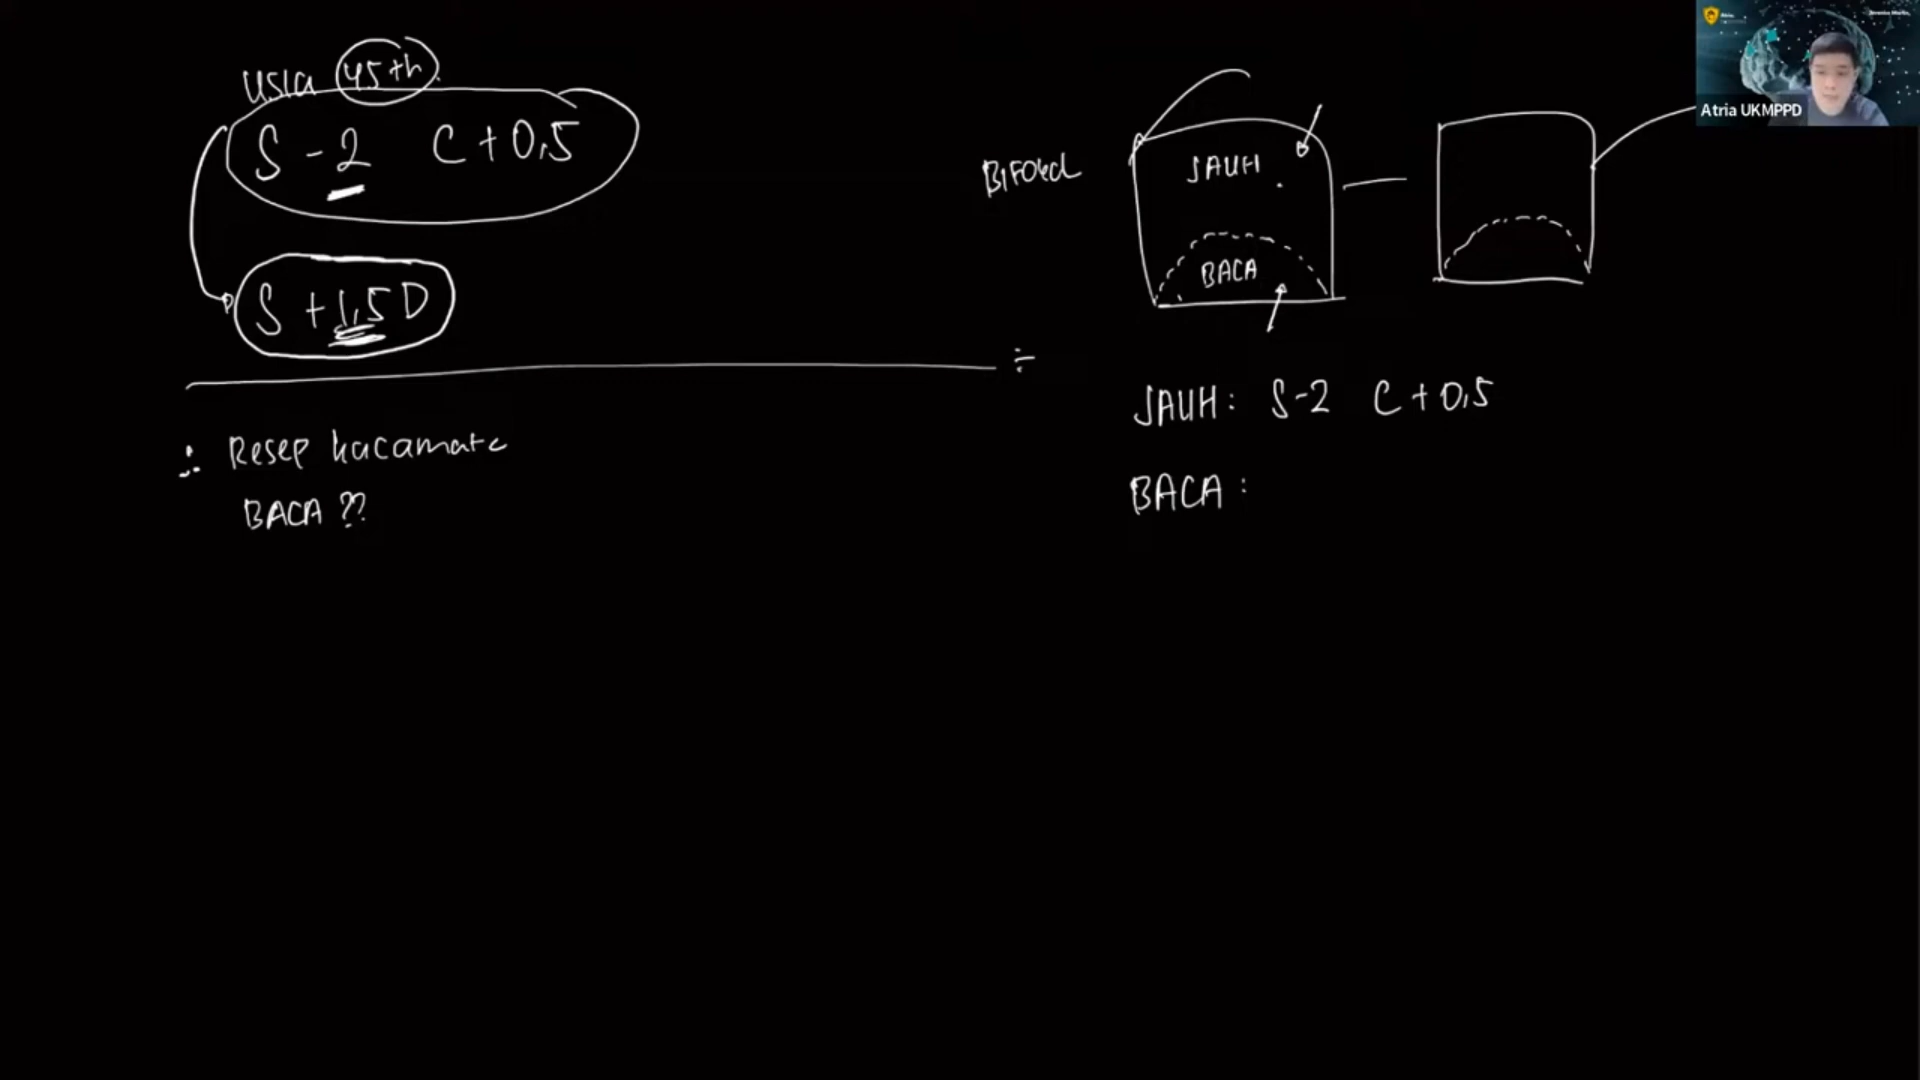 USIA 45 th
S - 2 C + 0,5
S + 1,5 D
∴ Resep kacamata
BACA ??
BIFOKAL
JAUH
BACA
÷
JAUH : S - 2 C + 0,5
BACA :
Atria UKMPPD